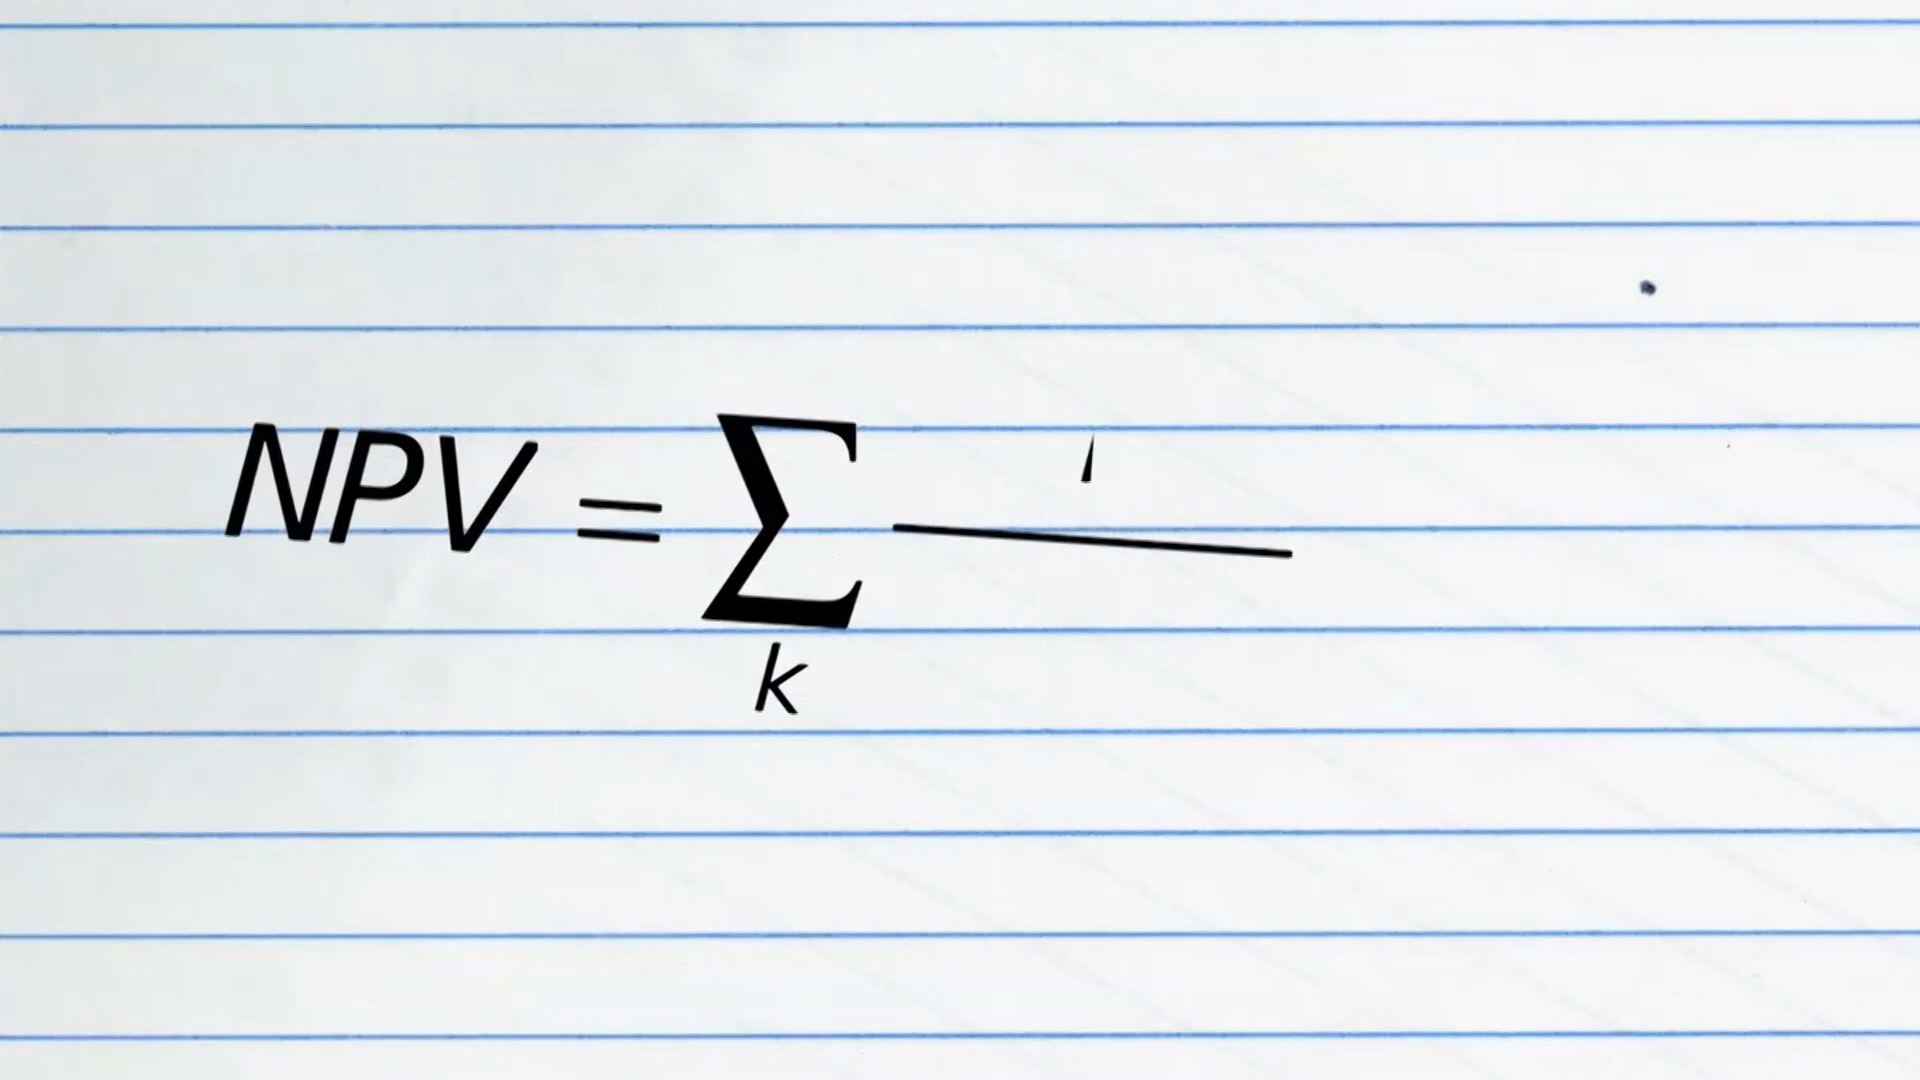 NPV = ∑
k